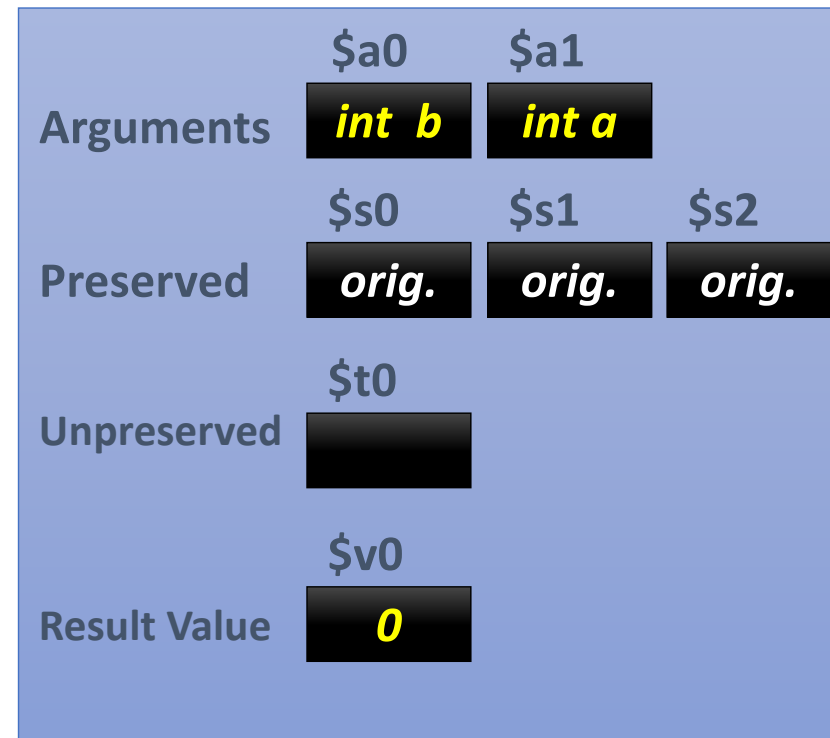 $a0 $a1
Arguments int b int a
$s0 $s1 $s2
Preserved orig. orig. orig.
$t0
Unpreserved
$v0
Result Value 0